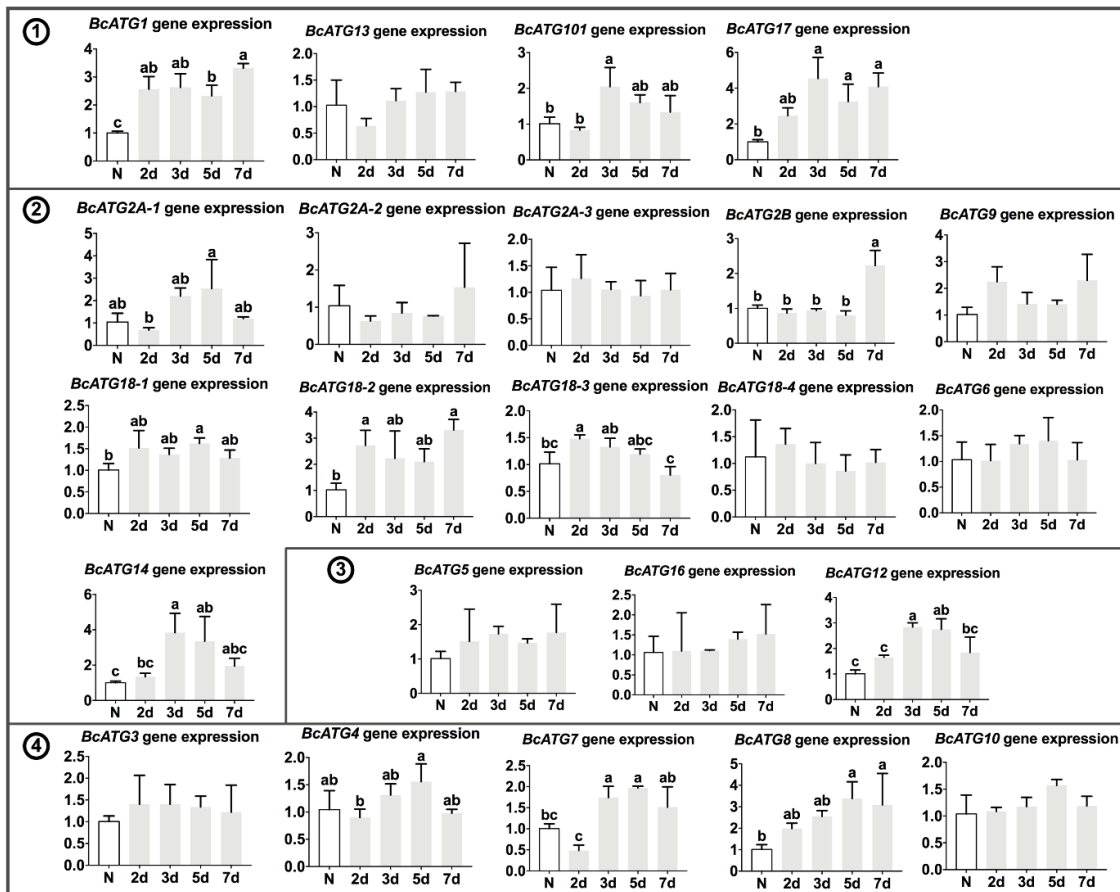 ①
BcATG1 gene expression
4
3
2
1
0
c
ab
ab
b
a
N 2d 3d 5d 7d
BcATG13 gene expression
2.0
1.5
1.0
0.5
0.0
N 2d 3d 5d 7d
BcATG101 gene expression
3
2
1
0
b
b
a
ab
ab
N 2d 3d 5d 7d
BcATG17 gene expression
6
4
2
0
b
ab
a
a
a
N 2d 3d 5d 7d
②
BcATG2A-1 gene expression
5
4
3
2
1
0
ab
b
ab
a
ab
N 2d 3d 5d 7d
BcATG2A-2 gene expression
3
2
1
0
N 2d 3d 5d 7d
BcATG2A-3 gene expression
2.0
1.5
1.0
0.5
0.0
N 2d 3d 5d 7d
BcATG2B gene expression
3
2
1
0
b
b
b
b
a
N 2d 3d 5d 7d
BcATG9 gene expression
4
3
2
1
0
N 2d 3d 5d 7d
BcATG18-1 gene expression
2.5
2.0
1.5
1.0
0.5
0.0
b
ab
ab
a
ab
N 2d 3d 5d 7d
BcATG18-2 gene expression
4
3
2
1
0
b
a
ab
ab
a
N 2d 3d 5d 7d
BcATG18-3 gene expression
2.0
1.5
1.0
0.5
0.0
bc
a
ab
abc
c
N 2d 3d 5d 7d
BcATG18-4 gene expression
2.0
1.5
1.0
0.5
0.0
N 2d 3d 5d 7d
BcATG6 gene expression
2.0
1.5
1.0
0.5
0.0
N 2d 3d 5d 7d
BcATG14 gene expression
6
4
2
0
c
bc
a
ab
abc
N 2d 3d 5d 7d
③
BcATG5 gene expression
3
2
1
0
N 2d 3d 5d 7d
BcATG16 gene expression
2.5
2.0
1.5
1.0
0.5
0.0
N 2d 3d 5d 7d
BcATG12 gene expression
4
3
2
1
0
c
c
a
ab
bc
N 2d 3d 5d 7d
④
BcATG3 gene expression
2.5
2.0
1.5
1.0
0.5
0.0
N 2d 3d 5d 7d
BcATG4 gene expression
2.0
1.5
1.0
0.5
0.0
ab
b
ab
a
ab
N 2d 3d 5d 7d
BcATG7 gene expression
2.5
2.0
1.5
1.0
0.5
0.0
bc
c
a
a
ab
N 2d 3d 5d 7d
BcATG8 gene expression
5
4
3
2
1
0
b
ab
ab
a
a
N 2d 3d 5d 7d
BcATG10 gene expression
2.0
1.5
1.0
0.5
0.0
N 2d 3d 5d 7d